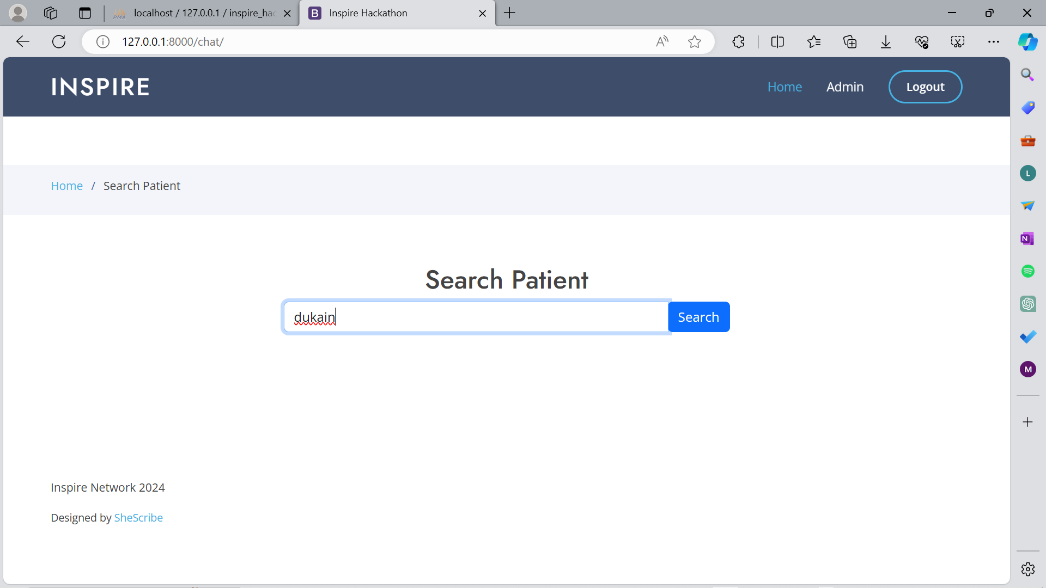 localhost / 127.0.0.1 / inspire_ha
Inspire Hackathon
127.0.0.1:8000/chat/
INSPIRE
Home
Admin
Logout
Home / Search Patient
Search Patient
dukain
Search
Inspire Network 2024
Designed by SheScribe
L
N
M